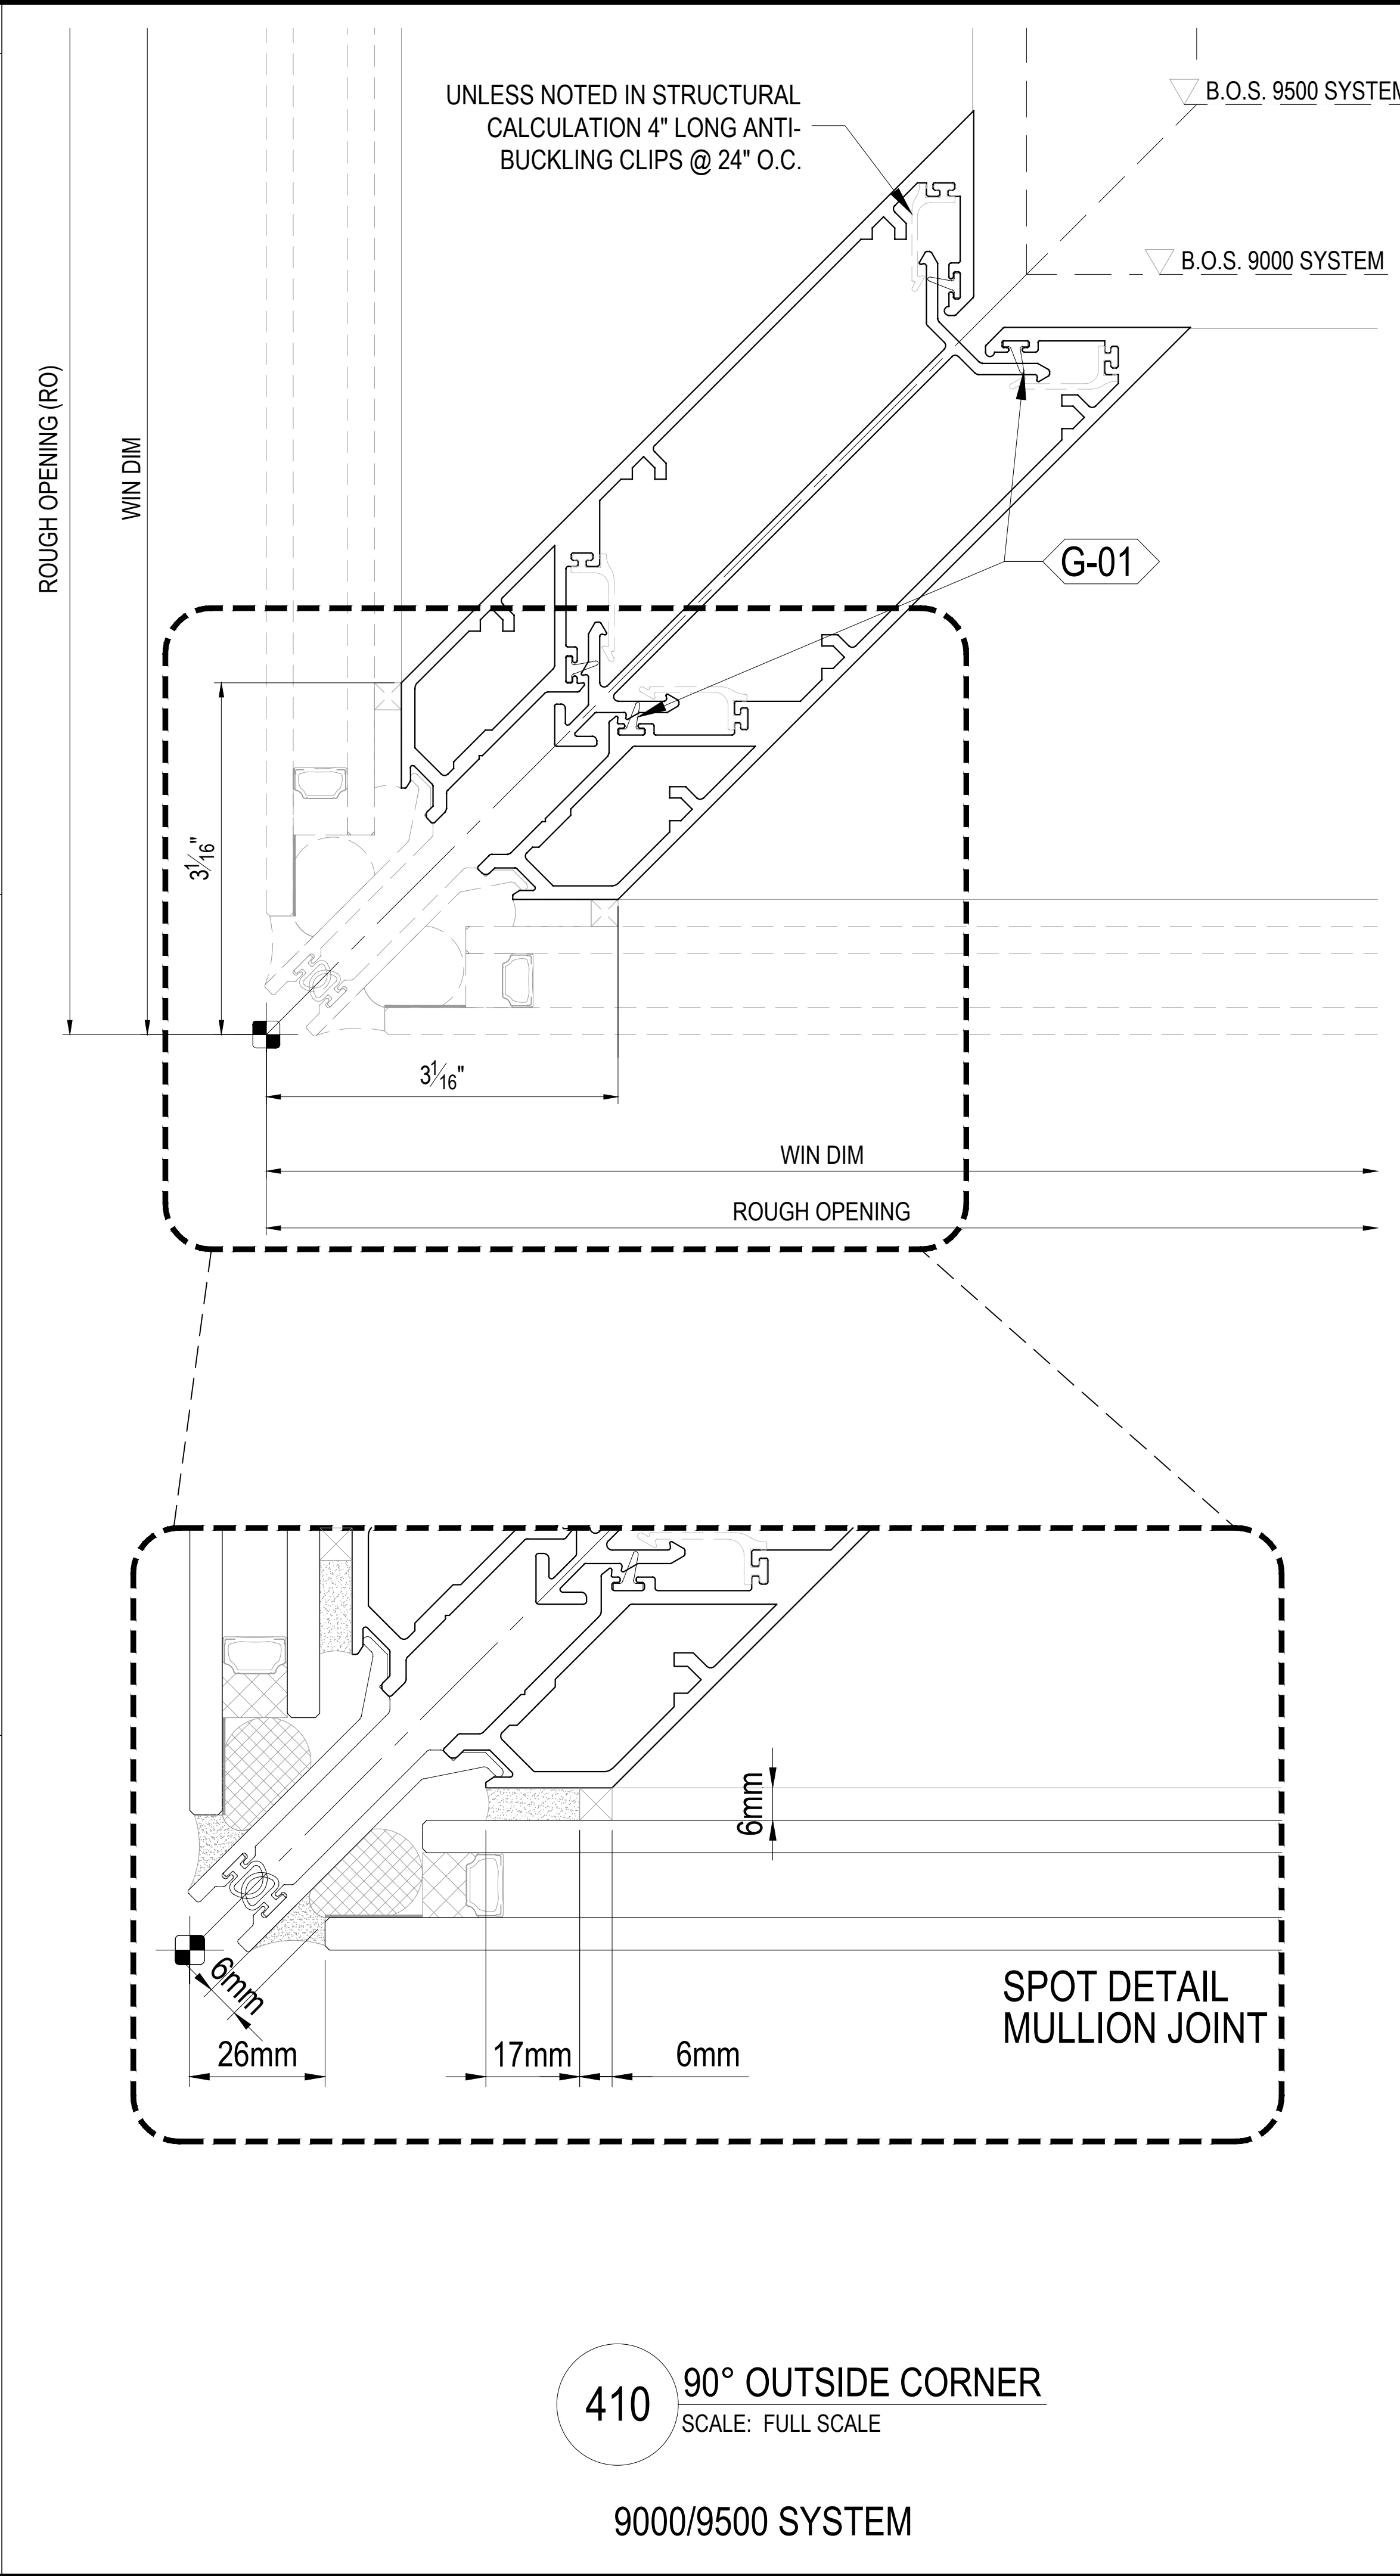 UNLESS NOTED IN STRUCTURAL
CALCULATION 4" LONG ANTI-
BUCKLING CLIPS @ 24" O.C.
B.O.S. 9500 SYSTEM
B.O.S. 9000 SYSTEM
ROUGH OPENING (RO)
WIN DIM
G-01
3 1/16"
3 1/16"
WIN DIM
ROUGH OPENING
6mm
6mm
26mm
17mm
6mm
SPOT DETAIL
MULLION JOINT
410
90° OUTSIDE CORNER
SCALE: FULL SCALE
9000/9500 SYSTEM